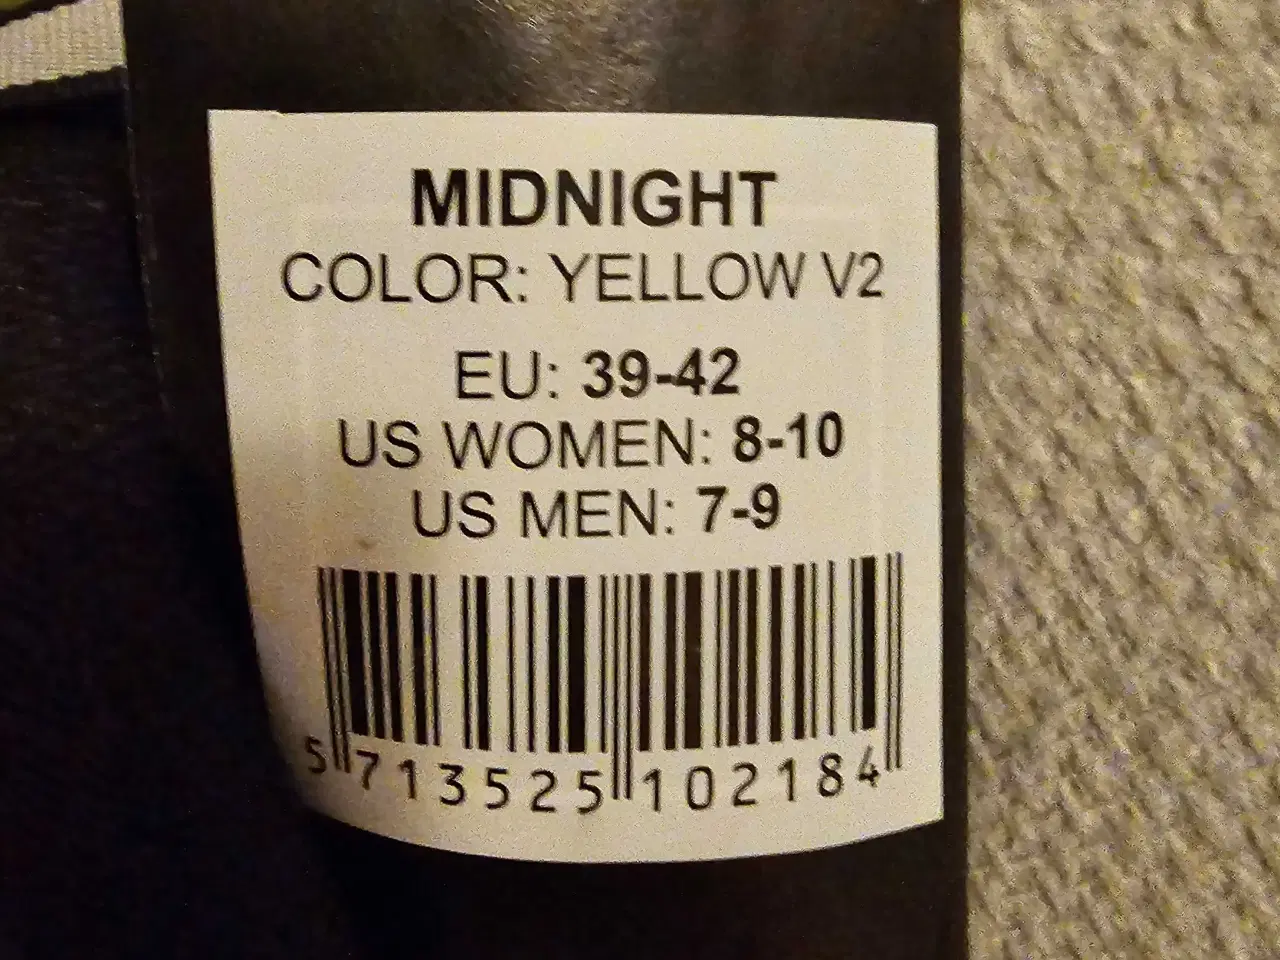 MIDNIGHT
COLOR: YELLOW V2
EU: 39-42
US WOMEN: 8-10
US MEN: 7-9
5 713525 102184